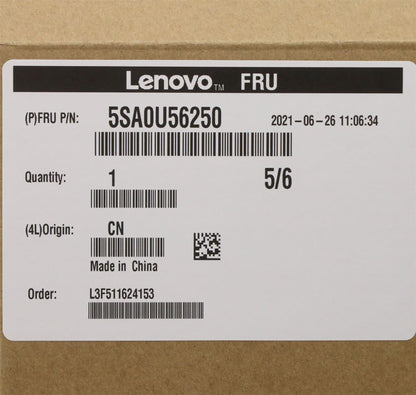 Lenovo™ FRU
(P)FRU P/N: 5SA0U56250 2021-06-26 11:06:34
Quantity: 1 5/6
(4L)Origin: CN
Made in China
Order: L3F511624153